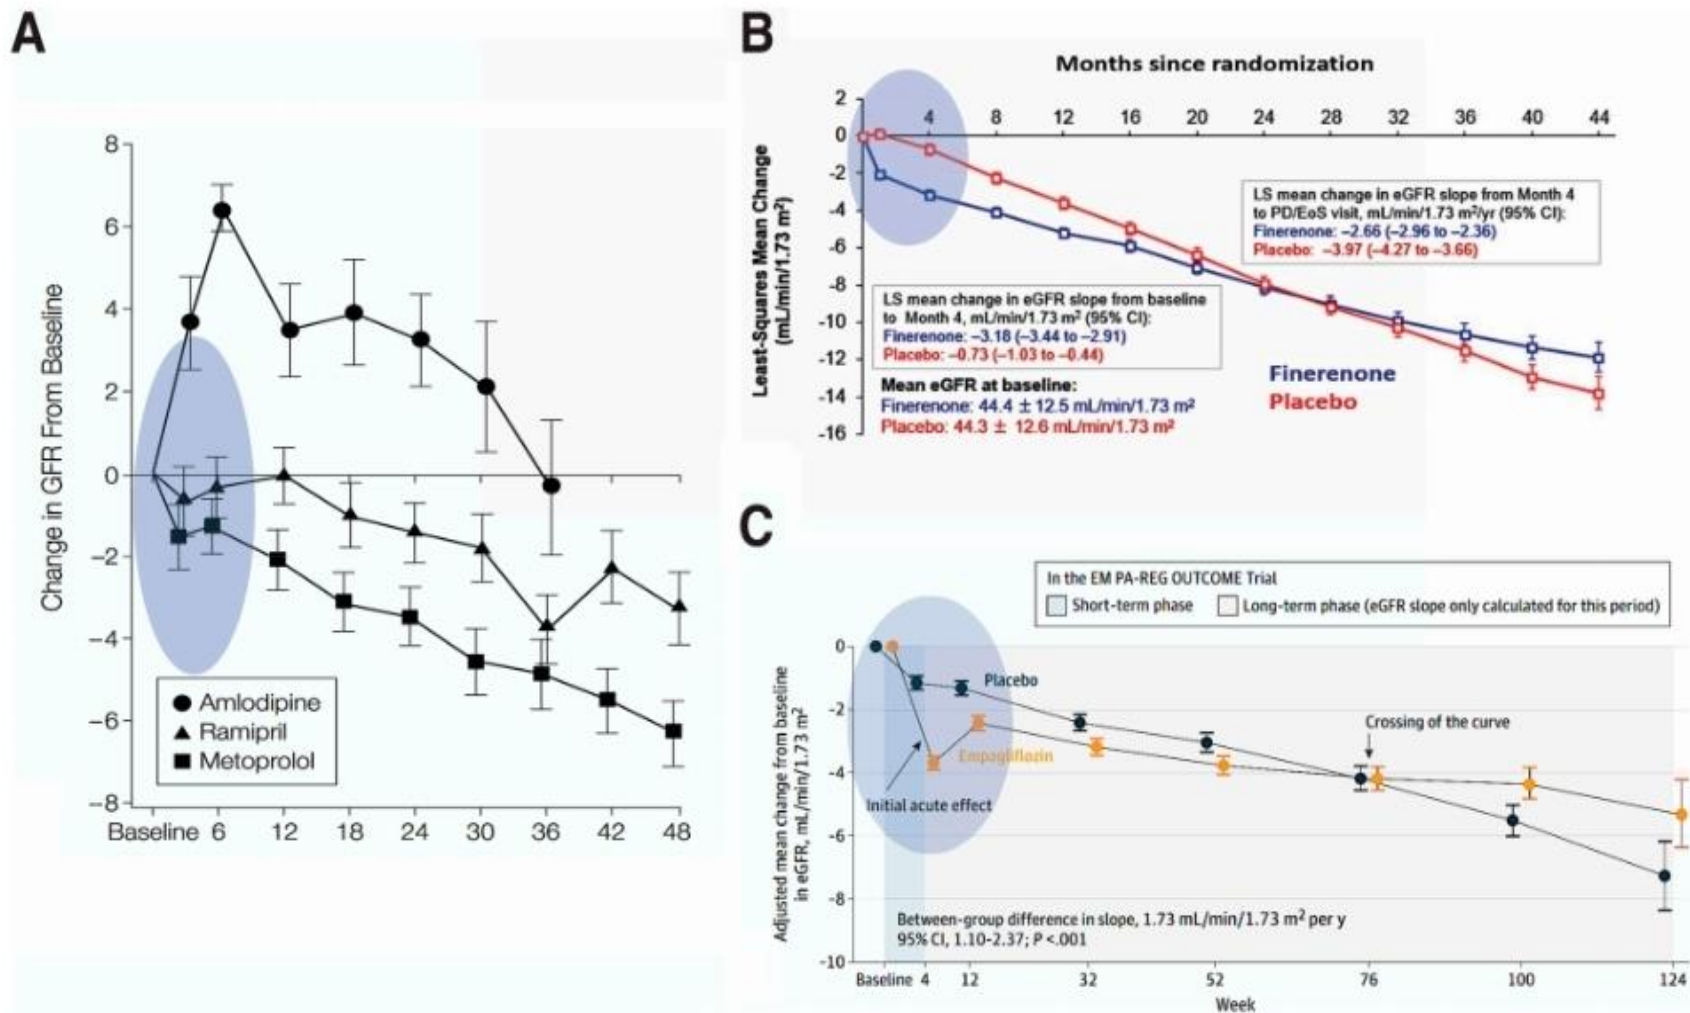 A
Change in GFR From Baseline
8
6
4
2
0
−2
−4
−6
−8
Amlodipine
Ramipril
Metoprolol
Baseline 6 12 18 24 30 36 42 48
B
Months since randomization
Least-Squares Mean Change
(mL/min/1.73 m²)
2
0
-2
-4
-6
-8
-10
-12
-14
-16
4 8 12 16 20 24 28 32 36 40 44
LS mean change in eGFR slope from Month 4
to PD/EoS visit, mL/min/1.73 m²/yr (95% CI):
Finerenone: –2.66 (–2.96 to –2.36)
Placebo: –3.97 (–4.27 to –3.66)
LS mean change in eGFR slope from baseline
to Month 4, mL/min/1.73 m² (95% CI):
Finerenone: –3.18 (–3.44 to –2.91)
Placebo: –0.73 (–1.03 to –0.44)
Mean eGFR at baseline:
Finerenone: 44.4 ± 12.5 mL/min/1.73 m²
Placebo: 44.3 ± 12.6 mL/min/1.73 m²
Finerenone
Placebo
C
In the EM PA-REG OUTCOME Trial
Short-term phase Long-term phase (eGFR slope only calculated for this period)
Adjusted mean change from baseline
in eGFR, mL/min/1.73 m²
0
-2
-4
-6
-8
-10
Placebo
Empagliflozin
Initial acute effect
Crossing of the curve
Between-group difference in slope, 1.73 mL/min/1.73 m² per y
95% CI, 1.10-2.37; P <.001
Baseline 4 12 32 52 76 100 124
Week